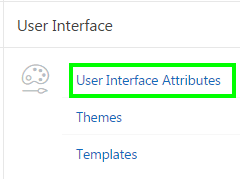 User Interface
User Interface Attributes
Themes
Templates